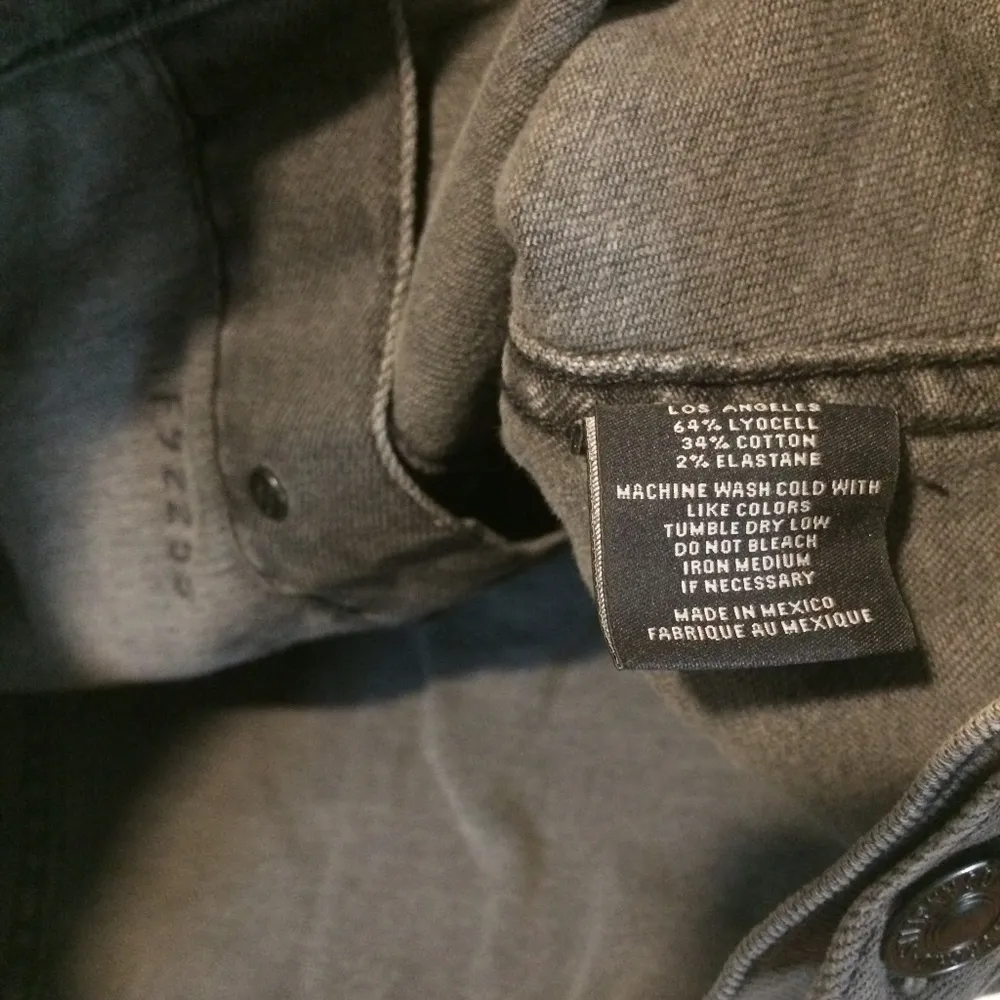 LOS ANGELES
64% LYOCELL
34% COTTON
2% ELASTANE
MACHINE WASH COLD WITH
LIKE COLORS
TUMBLE DRY LOW
DO NOT BLEACH
IRON MEDIUM
IF NECESSARY
MADE IN MEXICO
FABRIQUE AU MEXIQUE